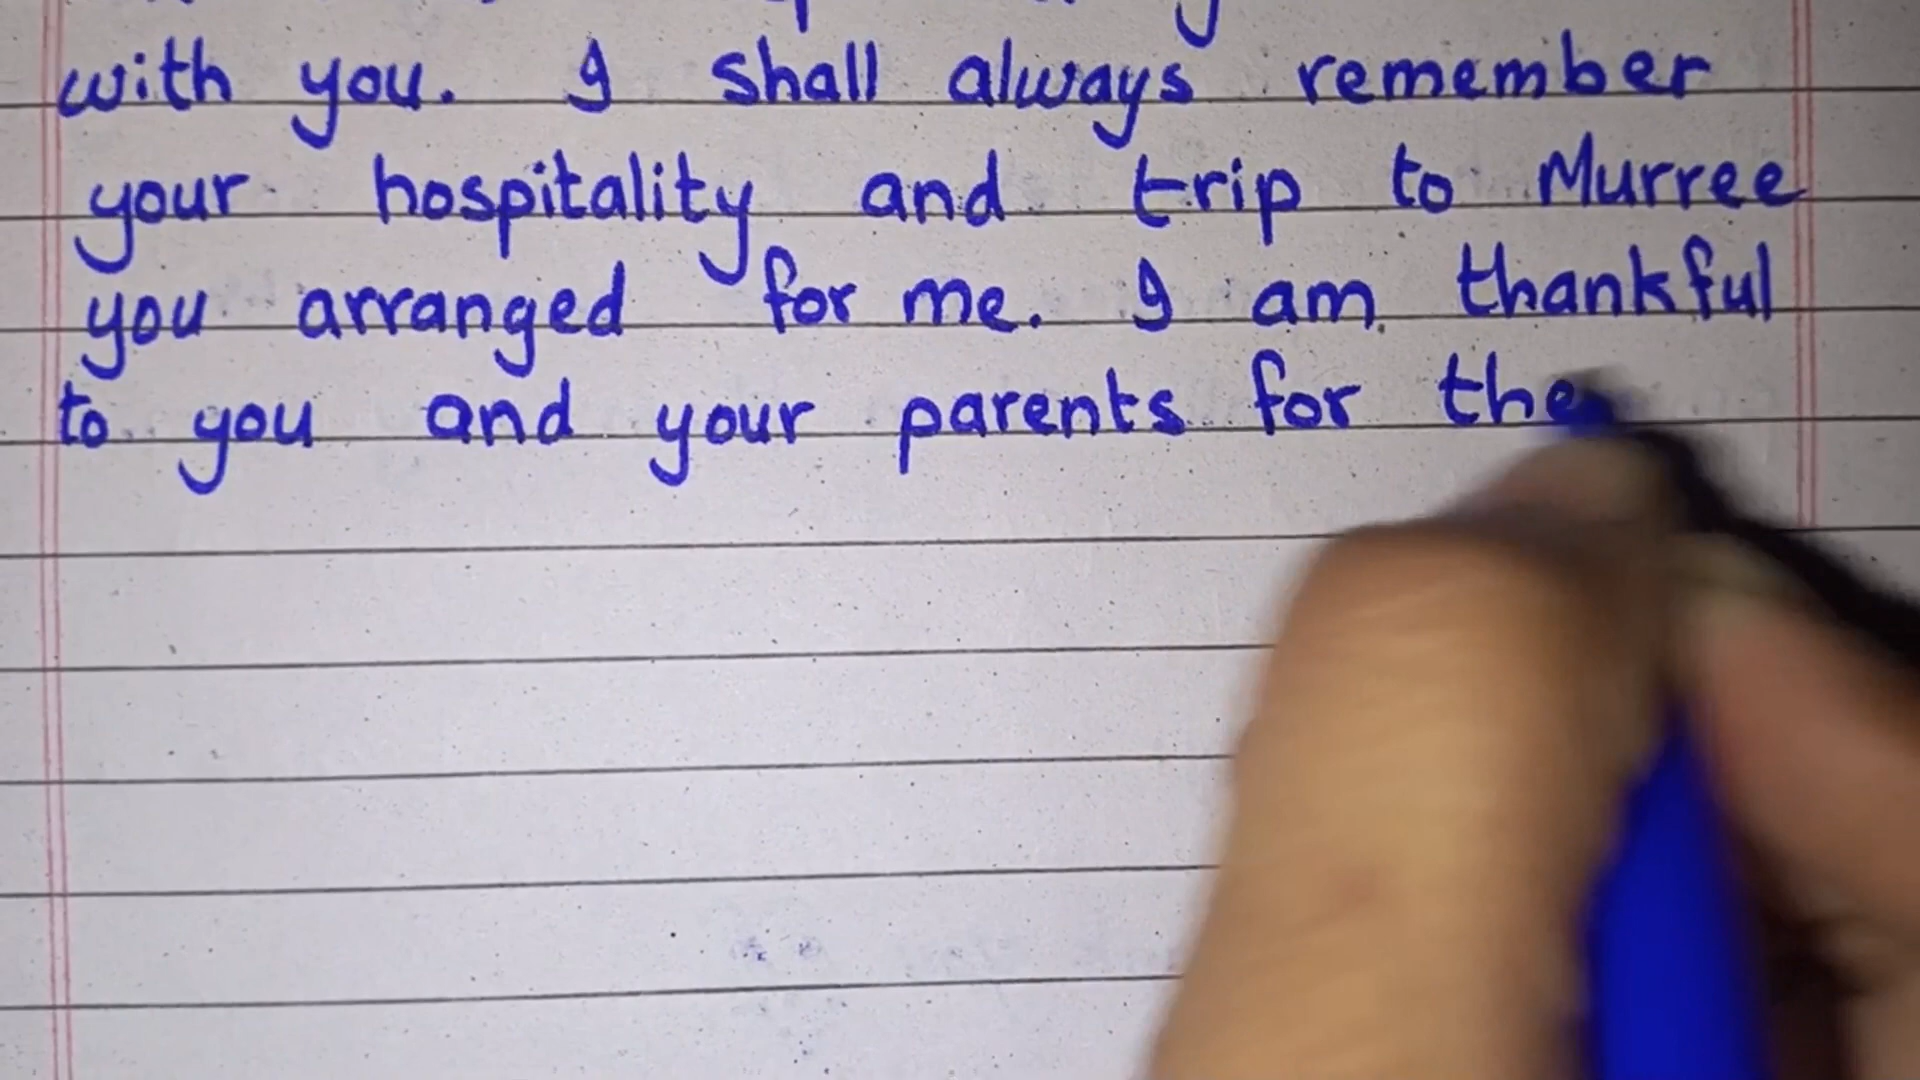 with you. I shall always remember
your hospitality and trip to Murree
you arranged for me. I am thankful
to you and your parents for the